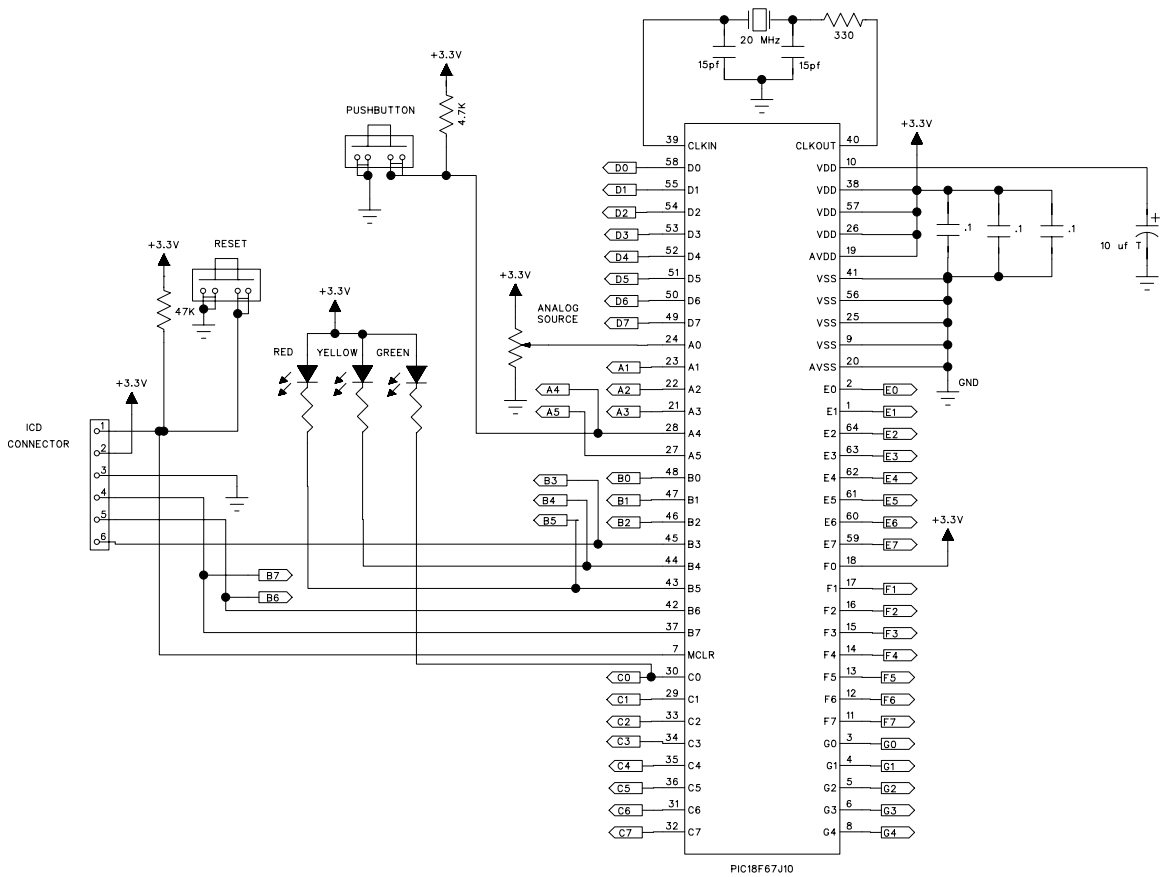 20 MHz
330
15pf
15pf
+3.3V
4.7K
PUSHBUTTON
+3.3V
39 CLKIN
CLKOUT 40
D0 58 D0
VDD 10
D1 55 D1
VDD 38
D2 54 D2
VDD 57
D3 53 D3
VDD 26
.1
.1
.1
+
10 uf T
D4 52 D4
AVDD 19
D5 51 D5
VSS 41
D6 50 D6
VSS 56
D7 49 D7
VSS 25
+3.3V
RESET
47K
+3.3V
ANALOG
SOURCE
24 A0
VSS 9
+3.3V
RED
YELLOW
GREEN
A1 23 A1
AVSS 20
GND
A4
A2 22 A2
E0 2 E0
A5
A3 21 A3
E1 1 E1
+3.3V
ICD
CONNECTOR
1
2
3
4
5
6
28 A4
E2 64 E2
27 A5
E3 63 E3
B3
B0 48 B0
E4 62 E4
B4
B1 47 B1
E5 61 E5
B5
B2 46 B2
E6 60 E6
+3.3V
45 B3
E7 59 E7
44 B4
F0 18
B7
43 B5
F1 17 F1
B6
42 B6
F2 16 F2
37 B7
F3 15 F3
7 MCLR
F4 14 F4
C0 30 C0
F5 13 F5
C1 29 C1
F6 12 F6
C2 33 C2
F7 11 F7
C3 34 C3
G0 3 G0
C4 35 C4
G1 4 G1
C5 36 C5
G2 5 G2
C6 31 C6
G3 6 G3
C7 32 C7
G4 8 G4
PIC18F67J10